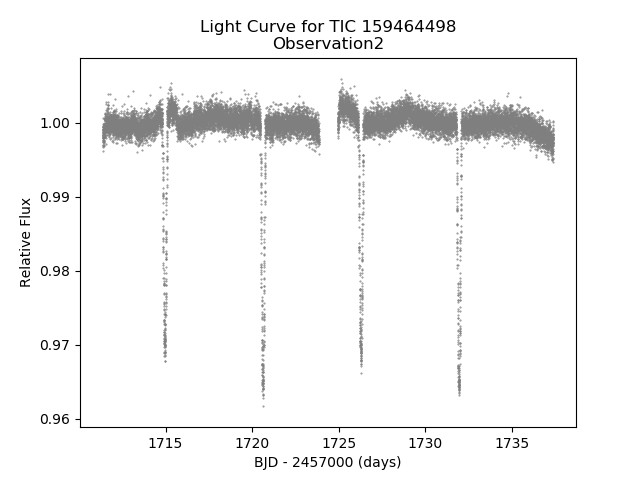 Light Curve for TIC 159464498
Observation2
1.00
0.99
0.98
0.97
0.96
Relative Flux
1715
1720
1725
1730
1735
BJD - 2457000 (days)